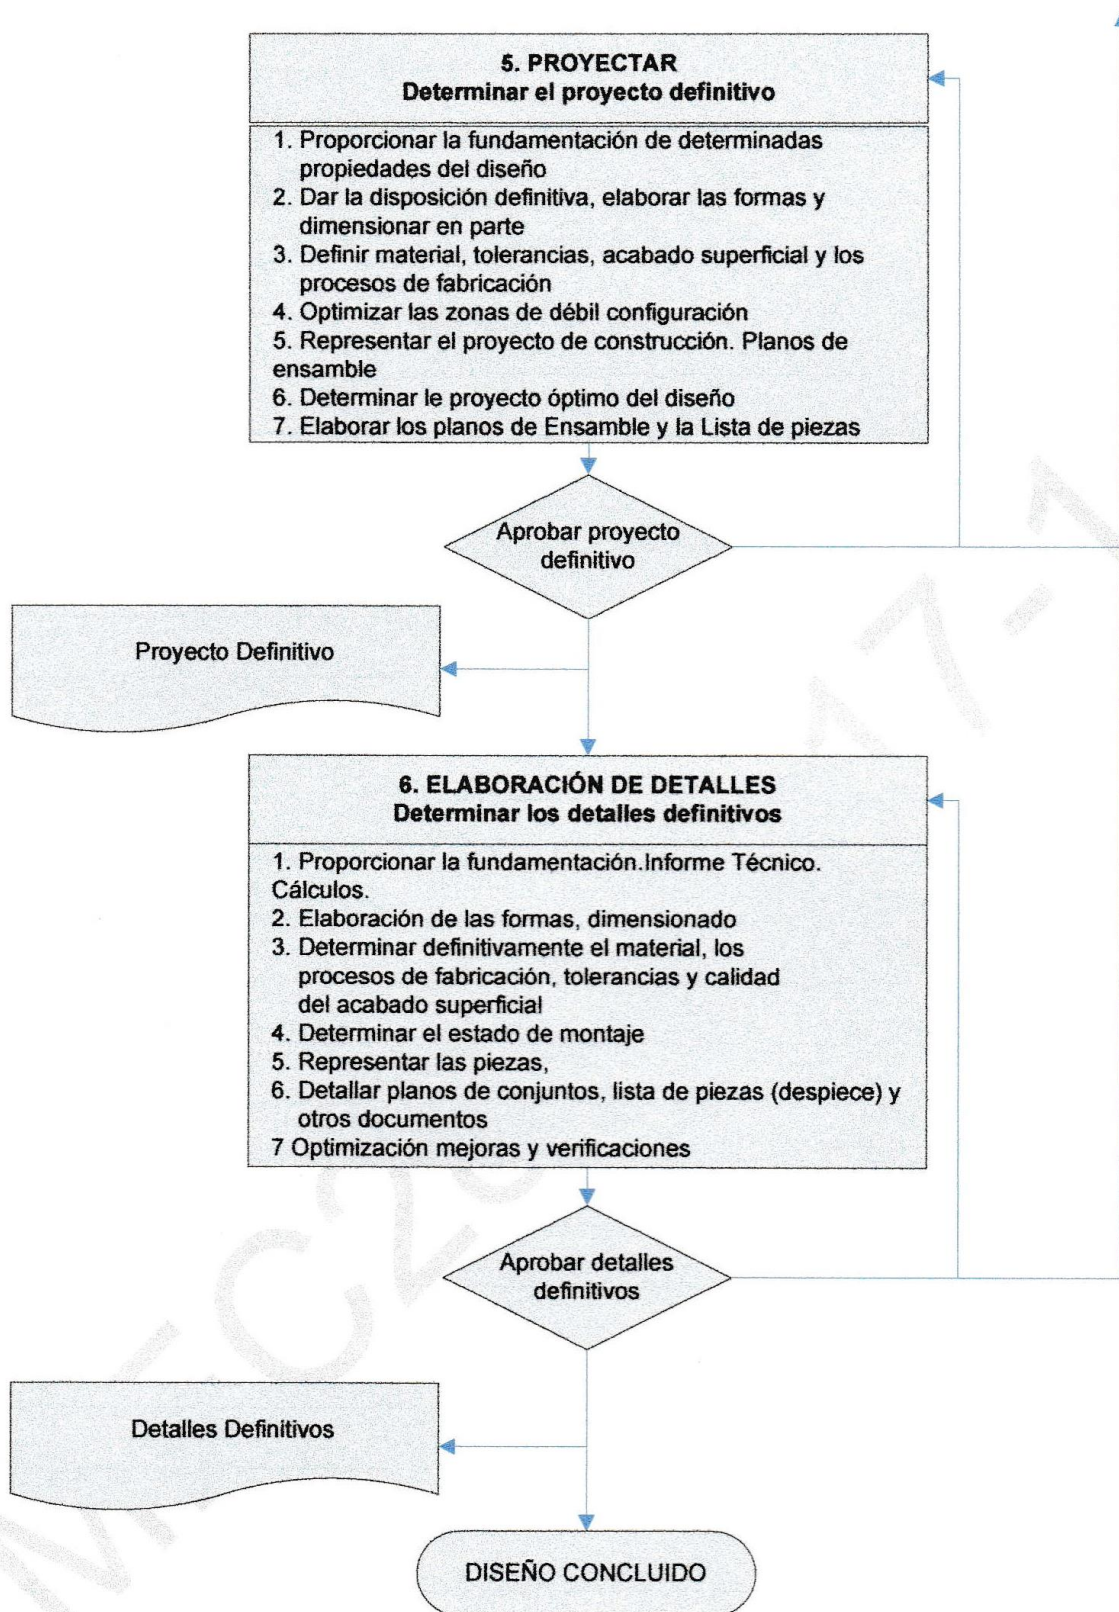 5. PROYECTAR
Determinar el proyecto definitivo
1. Proporcionar la fundamentación de determinadas
propiedades del diseño
2. Dar la disposición definitiva, elaborar las formas y
dimensionar en parte
3. Definir material, tolerancias, acabado superficial y los
procesos de fabricación
4. Optimizar las zonas de débil configuración
5. Representar el proyecto de construcción. Planos de
ensamble
6. Determinar le proyecto óptimo del diseño
7. Elaborar los planos de Ensamble y la Lista de piezas
Aprobar proyecto
definitivo
Proyecto Definitivo
6. ELABORACIÓN DE DETALLES
Determinar los detalles definitivos
1. Proporcionar la fundamentación.Informe Técnico.
Cálculos.
2. Elaboración de las formas, dimensionado
3. Determinar definitivamente el material, los
procesos de fabricación, tolerancias y calidad
del acabado superficial
4. Determinar el estado de montaje
5. Representar las piezas,
6. Detallar planos de conjuntos, lista de piezas (despiece) y
otros documentos
7 Optimización mejoras y verificaciones
Aprobar detalles
definitivos
Detalles Definitivos
DISEÑO CONCLUIDO